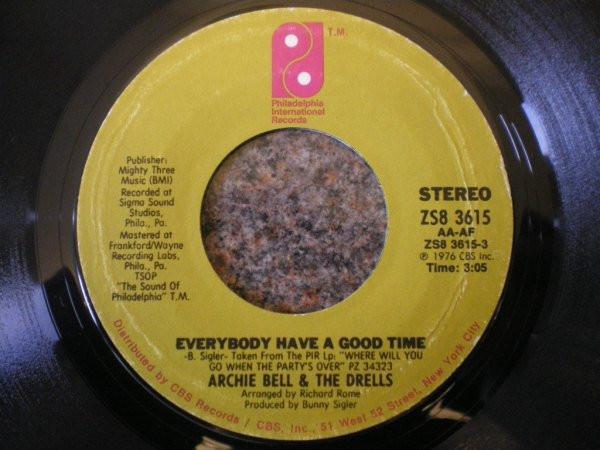 T.M.
Philadelphia
International
Records
Publisher:
Mighty Three
Music (BMI)
Recorded at
Sigma Sound
Studios,
Phila., Pa.
Mastered at
Frankford/Wayne
Recording Labs,
Phila., Pa.
TSOP
"The Sound Of
Philadelphia" T.M.
STEREO
ZS8 3615
AA-AF
ZS8 3615-3
℗ 1976 CBS Inc.
Time: 3:05
EVERYBODY HAVE A GOOD TIME
-B. Sigler- Taken From The PIR Lp: "WHERE WILL YOU
GO WHEN THE PARTY'S OVER" PZ 34323
ARCHIE BELL & THE DRELLS
Arranged by Richard Rome
Produced by Bunny Sigler
Distributed by CBS Records / CBS, Inc., 51 West 52 Street, New York City